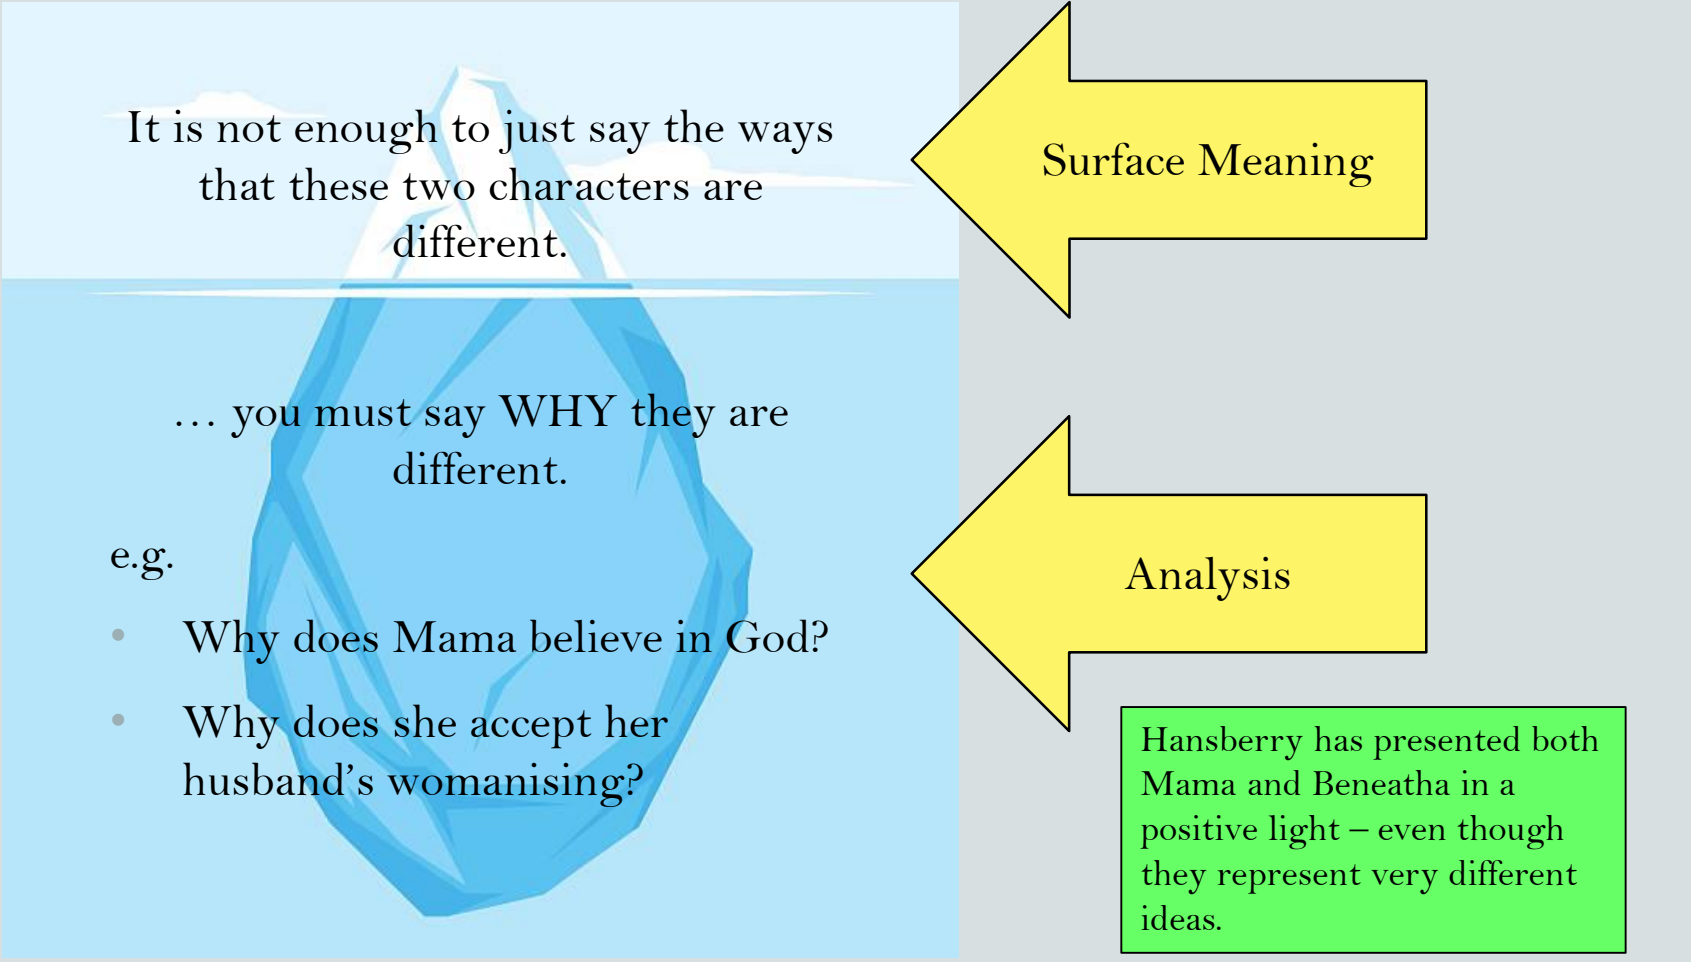 It is not enough to just say the ways
that these two characters are
different.
Surface Meaning
… you must say WHY they are
different.
e.g.
• Why does Mama believe in God?
• Why does she accept her
husband’s womanising?
Analysis
Hansberry has presented both
Mama and Beneatha in a
positive light – even though
they represent very different
ideas.